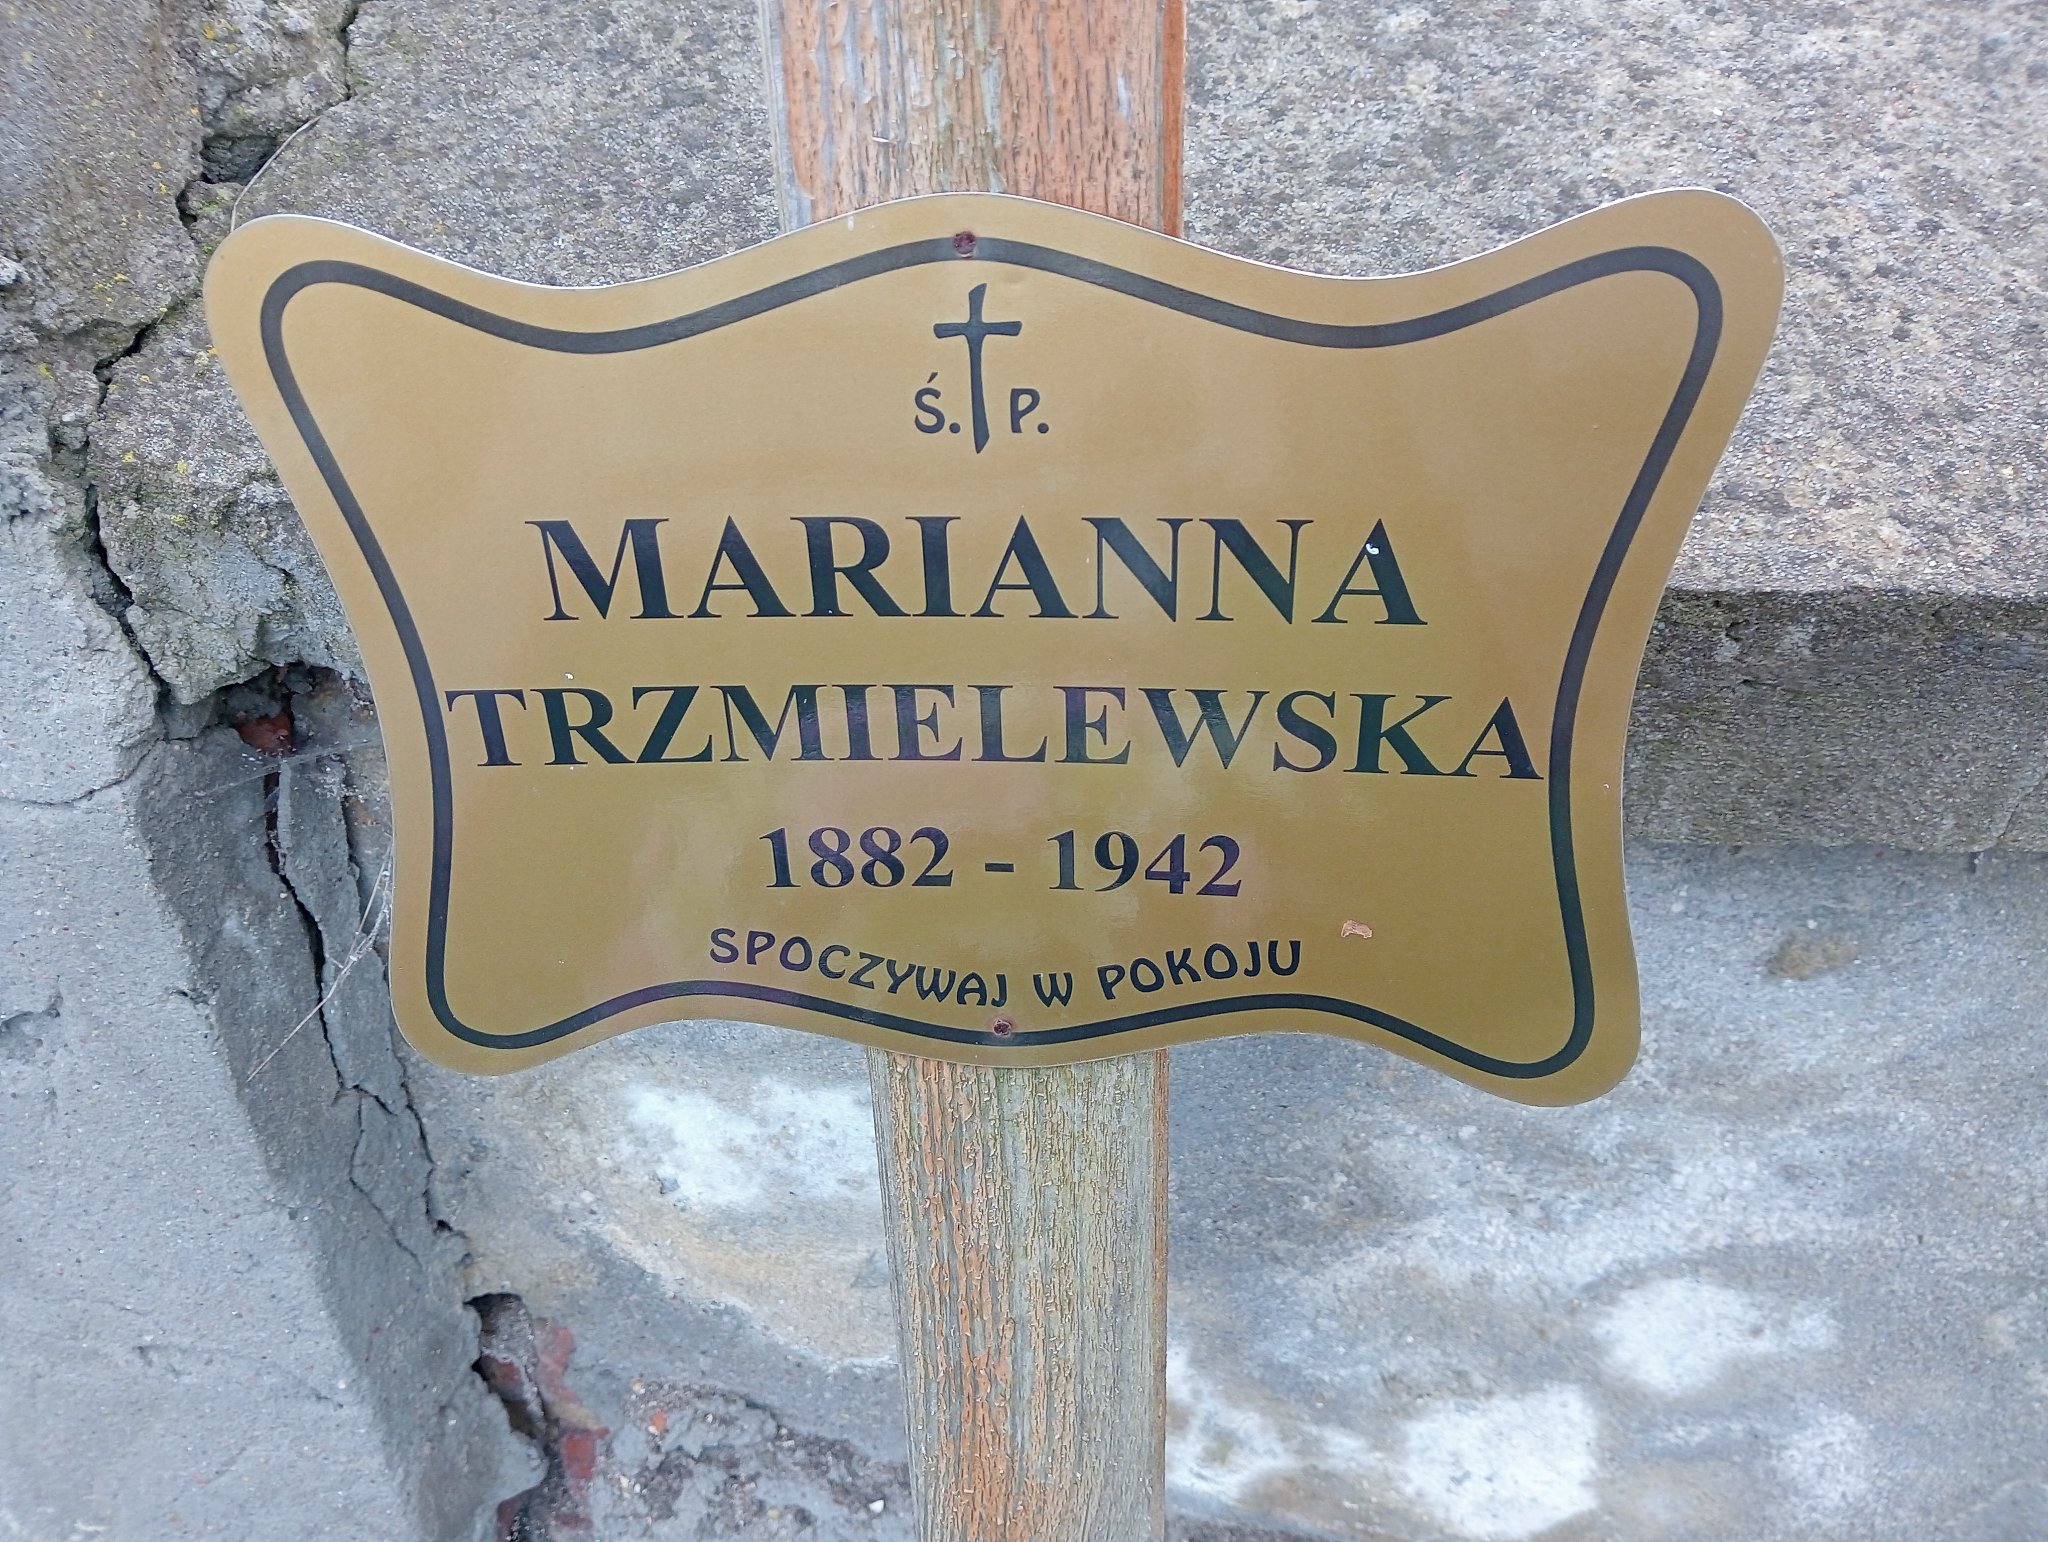 Ś. P.
MARIANNA
TRZMIELEWSKA
1882 - 1942
SPOCZYWAJ W POKOJU